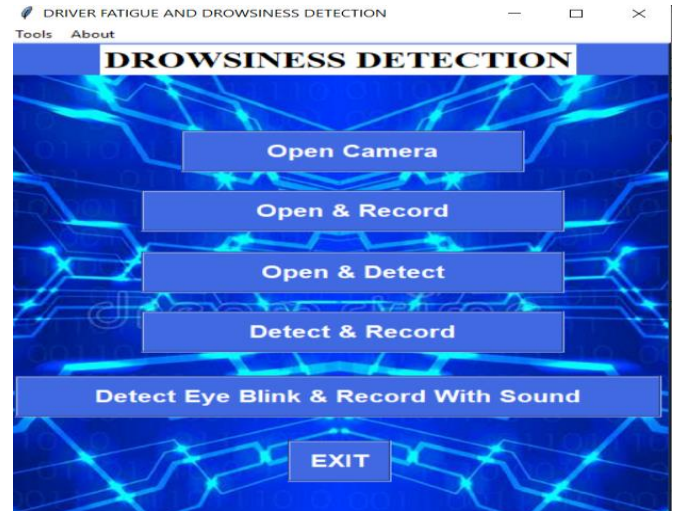 DRIVER FATIGUE AND DROWSINESS DETECTION
Tools About
DROWSINESS DETECTION
Open Camera
Open & Record
Open & Detect
Detect & Record
Detect Eye Blink & Record With Sound
EXIT